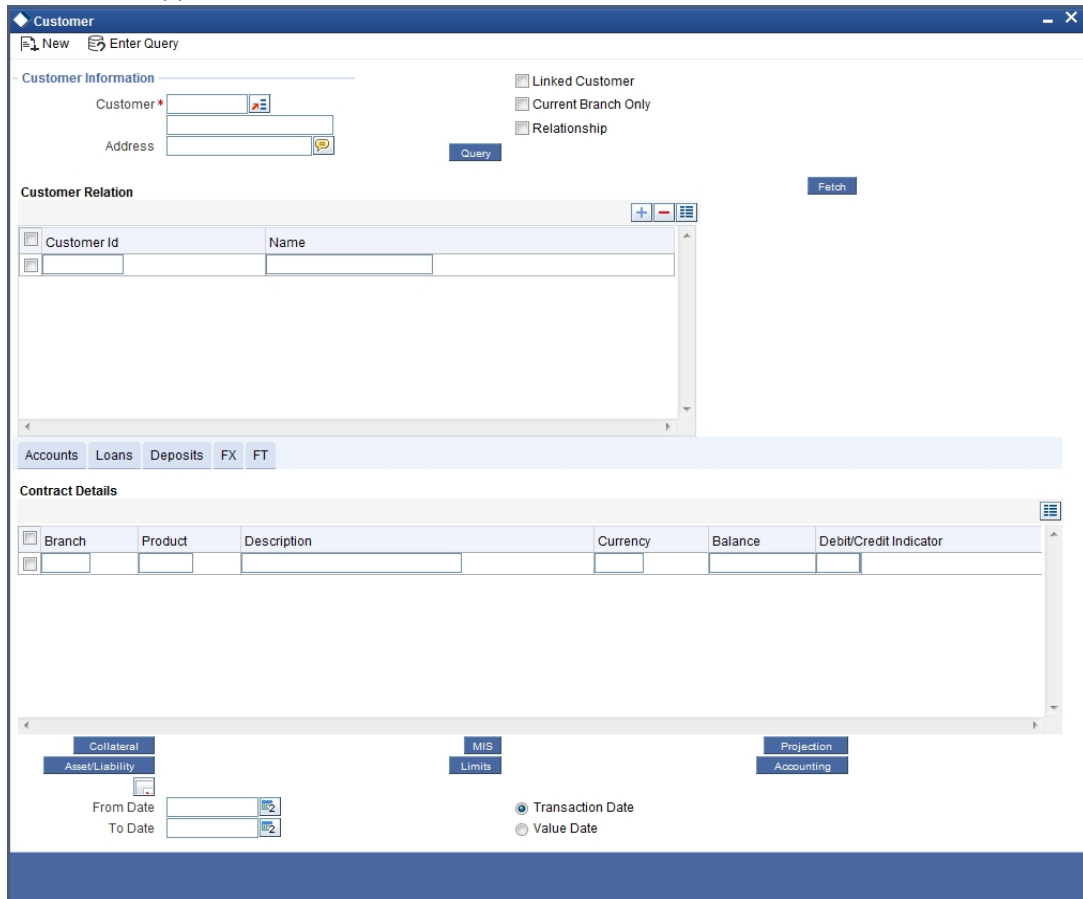 Customer
New Enter Query
Customer Information
Linked Customer
Customer *
Current Branch Only
Relationship
Address
Query
Fetch
Customer Relation
Customer Id Name
Accounts Loans Deposits FX FT
Contract Details
Branch Product Description Currency Balance Debit/Credit Indicator
Collateral MIS Projection
Asset/Liability Limits Accounting
From Date Transaction Date
To Date Value Date